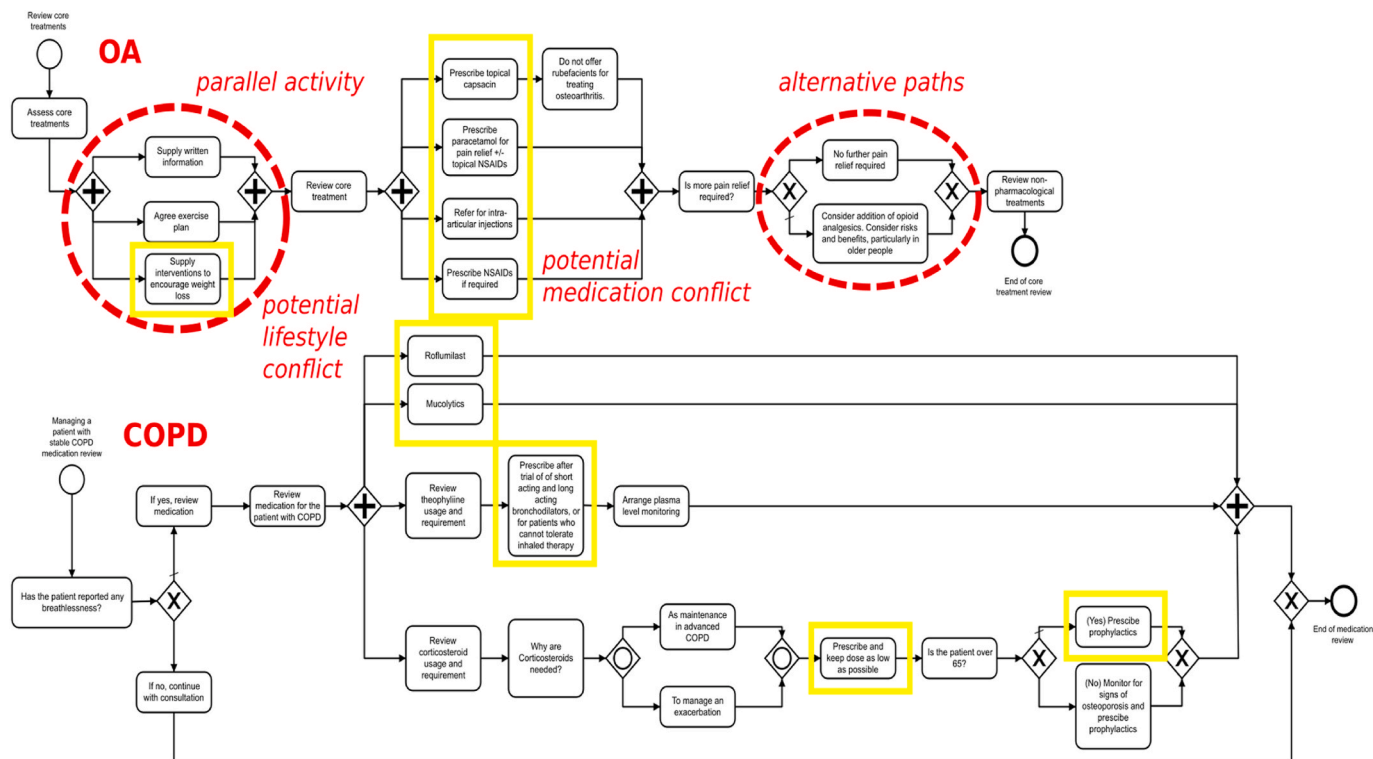 Review core
treatments
OA
Assess core
treatments
parallel activity
Supply written
information
Agree exercise
plan
Supply
interventions to
encourage weight
loss
potential
lifestyle
conflict
Review core
treatment
Prescribe topical
capsacin
Do not offer
rubefacients for
treating
osteoarthritis.
Prescribe
paracetamol for
pain relief +/-
topical NSAIDs
Refer for intra-
articular injections
Prescribe NSAIDs
if required
potential
medication conflict
Is more pain relief
required?
alternative paths
No further pain
relief required
X
X
Consider addition of opioid
analgesics. Consider risks
and benefits, particularly in
older people
Review non-
pharmacological
treatments
End of core
treatment review
COPD
Managing a
patient with
stable COPD
medication review
Has the patient reported any
breathlessness?
X
If yes, review
medication
If no, continue
with consultation
Review
medication for the
patient with COPD
Roflumilast
Mucolytics
Review
theophyliine
usage and
requirement
Prescribe after
trial of of short
acting and long
acting
bronchodilators, or
for patients who
cannot tolerate
inhaled therapy
Arrange plasma
level monitoring
Review
corticosteroid
usage and
requirement
Why are
Corticosteroids
needed?
As maintenance
in advanced
COPD
To manage an
exacerbation
Prescribe and
keep dose as low
as possible
Is the patient over
65?
X
(Yes) Prescibe
prophylactics
(No) Monitor for
signs of
osteoporosis and
prescibe
prophylactics
X
X
End of medication
review